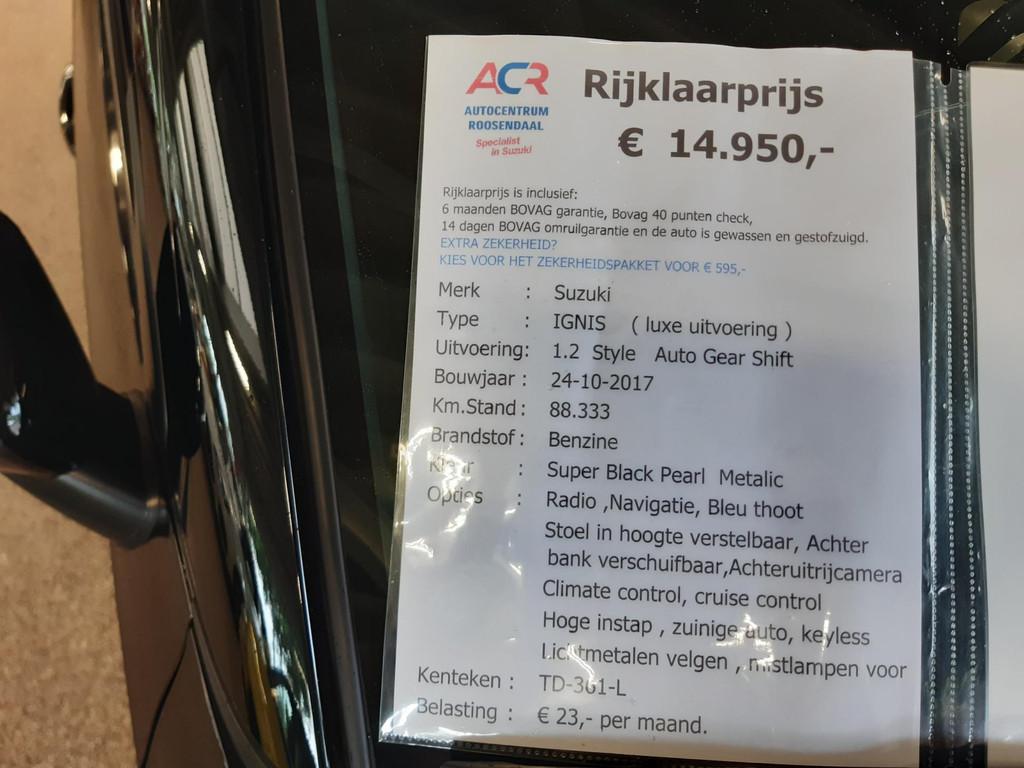 ACR
AUTOCENTRUM
ROOSENDAAL
Specialist
in Suzuki
Rijklaarprijs
€ 14.950,-
Rijklaarprijs is inclusief:
6 maanden BOVAG garantie, Bovag 40 punten check,
14 dagen BOVAG omruilgarantie en de auto is gewassen en gestofzuigd.
EXTRA ZEKERHEID?
KIES VOOR HET ZEKERHEIDSPAKKET VOOR € 595,-
Merk : Suzuki
Type : IGNIS ( luxe uitvoering )
Uitvoering: 1.2 Style Auto Gear Shift
Bouwjaar : 24-10-2017
Km.Stand : 88.333
Brandstof : Benzine
Kleur : Super Black Pearl Metalic
Opties : Radio ,Navigatie, Bleu thoot
Stoel in hoogte verstelbaar, Achter
bank verschuifbaar,Achteruitrijcamera
Climate control, cruise control
Hoge instap , zuinige auto, keyless
Lichtmetalen velgen , mistlampen voor
Kenteken : TD-361-L
Belasting : € 23,- per maand.